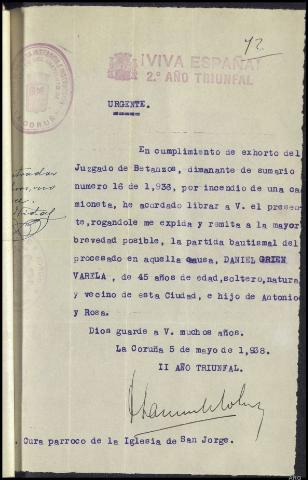 42.
¡VIVA ESPAÑA!
2.º AÑO TRIUNFAL
URGENTE.
En cumplimiento de exhorto del
Juzgado de Betanzos, dimanante de sumario
numero 16 de 1,936, por incendio de una ca
mioneta, he acordado librar a V. el presen-
te, rogandole me expida y remita a la mayor
brevedad posible, la partida bautismal del
procesado en aquella causa, DANIEL GRIEN
VARELA , de 45 años de edad, soltero, natura
y vecino de esta Ciudad, e hijo de Antonio
y Rosa.
Dios guarde a V. muchos años.
La Coruña 5 de mayo de 1,938.
II AÑO TRIUNFAL.
. Cura parroco de la Iglesia de San Jorge.